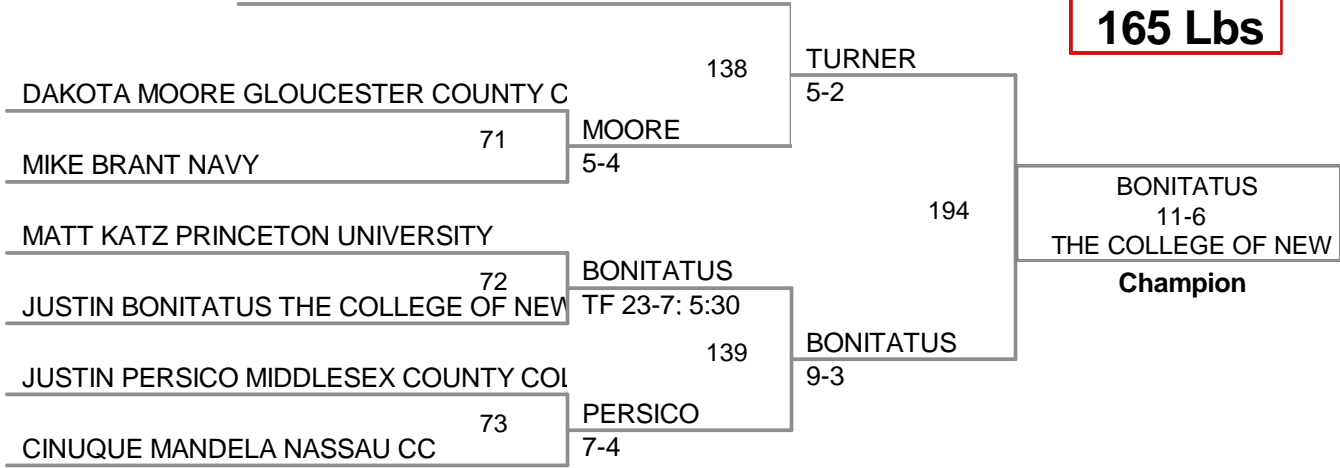 165 Lbs
138
TURNER
5-2
DAKOTA MOORE GLOUCESTER COUNTY C
71
MOORE
5-4
MIKE BRANT NAVY
194
BONITATUS
11-6
THE COLLEGE OF NEW
Champion
MATT KATZ PRINCETON UNIVERSITY
72
BONITATUS
TF 23-7; 5:30
JUSTIN BONITATUS THE COLLEGE OF NEW
139
BONITATUS
9-3
JUSTIN PERSICO MIDDLESEX COUNTY COL
73
PERSICO
7-4
CINUQUE MANDELA NASSAU CC